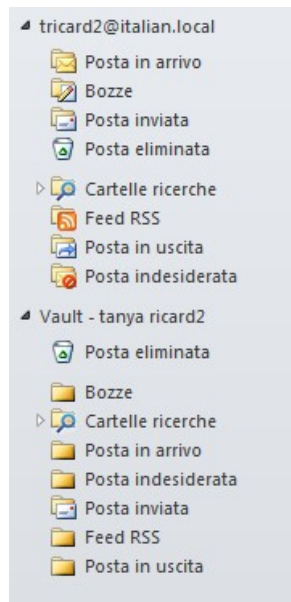 tricard2@italian.local
Posta in arrivo
Bozze
Posta inviata
Posta eliminata
Cartelle ricerche
Feed RSS
Posta in uscita
Posta indesiderata
Vault - tanya ricard2
Posta eliminata
Bozze
Cartelle ricerche
Posta in arrivo
Posta indesiderata
Posta inviata
Feed RSS
Posta in uscita